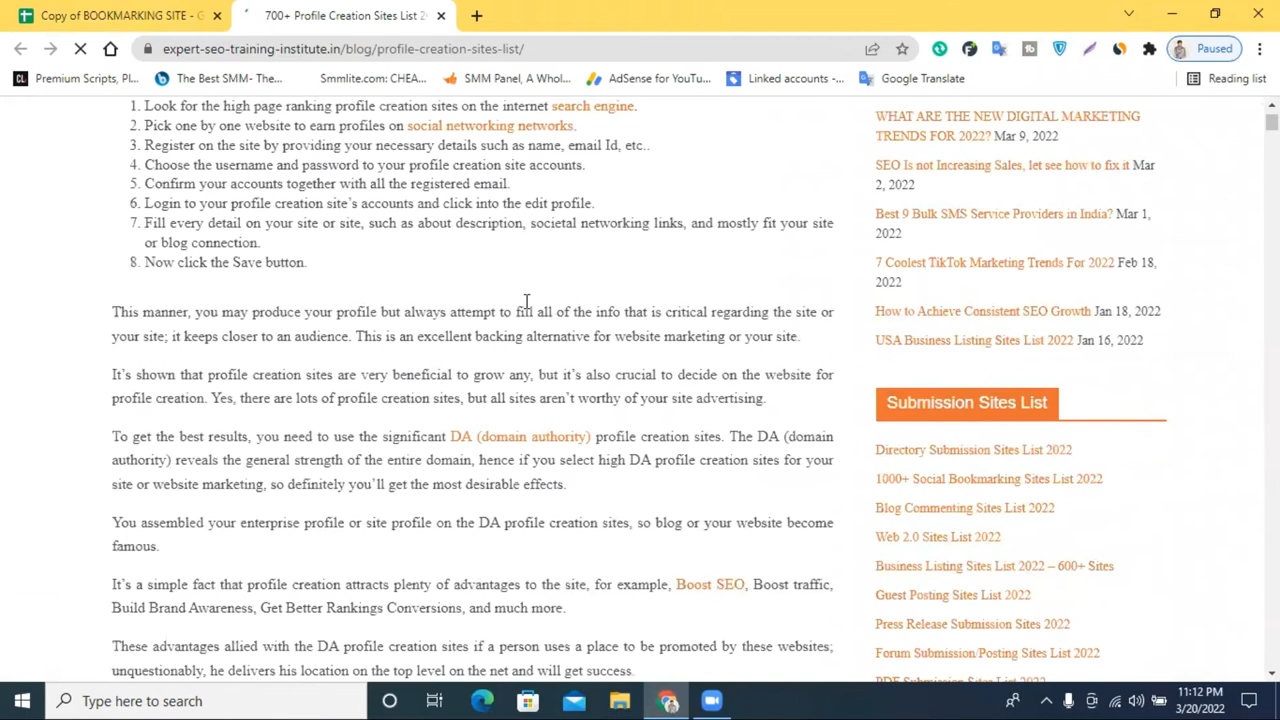 Copy of BOOKMARKING SITE - G
700+ Profile Creation Sites List 2
expert-seo-training-institute.in/blog/profile-creation-sites-list/
Paused
Premium Scripts, Pl...
The Best SMM- The...
Smmlite.com: CHEA...
SMM Panel, A Whol...
AdSense for YouTu...
Linked accounts -...
Google Translate
Reading list
1. Look for the high page ranking profile creation sites on the internet search engine.
2. Pick one by one website to earn profiles on social networking networks.
3. Register on the site by providing your necessary details such as name, email Id, etc..
4. Choose the username and password to your profile creation site accounts.
5. Confirm your accounts together with all the registered email.
6. Login to your profile creation site's accounts and click into the edit profile.
7. Fill every detail on your site or site, such as about description, societal networking links, and mostly fit your site
or blog connection.
8. Now click the Save button.
This manner, you may produce your profile but always attempt to fill all of the info that is critical regarding the site or
your site; it keeps closer to an audience. This is an excellent backing alternative for website marketing or your site.
It's shown that profile creation sites are very beneficial to grow any, but it's also crucial to decide on the website for
profile creation. Yes, there are lots of profile creation sites, but all sites aren't worthy of your site advertising.
To get the best results, you need to use the significant DA (domain authority) profile creation sites. The DA (domain
authority) reveals the general strength of the entire domain, hence if you select high DA profile creation sites for your
site or website marketing, so definitely you'll get the most desirable effects.
You assembled your enterprise profile or site profile on the DA profile creation sites, so blog or your website become
famous.
It's a simple fact that profile creation attracts plenty of advantages to the site, for example, Boost SEO, Boost traffic,
Build Brand Awareness, Get Better Rankings Conversions, and much more.
These advantages allied with the DA profile creation sites if a person uses a place to be promoted by these websites;
unquestionably, he delivers his location on the top level on the net and will get success.
WHAT ARE THE NEW DIGITAL MARKETING
TRENDS FOR 2022? Mar 9, 2022
SEO Is not Increasing Sales, let see how to fix it Mar
2, 2022
Best 9 Bulk SMS Service Providers in India? Mar 1,
2022
7 Coolest TikTok Marketing Trends For 2022 Feb 18,
2022
How to Achieve Consistent SEO Growth Jan 18, 2022
USA Business Listing Sites List 2022 Jan 16, 2022
Submission Sites List
Directory Submission Sites List 2022
1000+ Social Bookmarking Sites List 2022
Blog Commenting Sites List 2022
Web 2.0 Sites List 2022
Business Listing Sites List 2022 – 600+ Sites
Guest Posting Sites List 2022
Press Release Submission Sites 2022
Forum Submission/Posting Sites List 2022
PDF Submission Sites List 2022
Type here to search
11:12 PM
3/20/2022